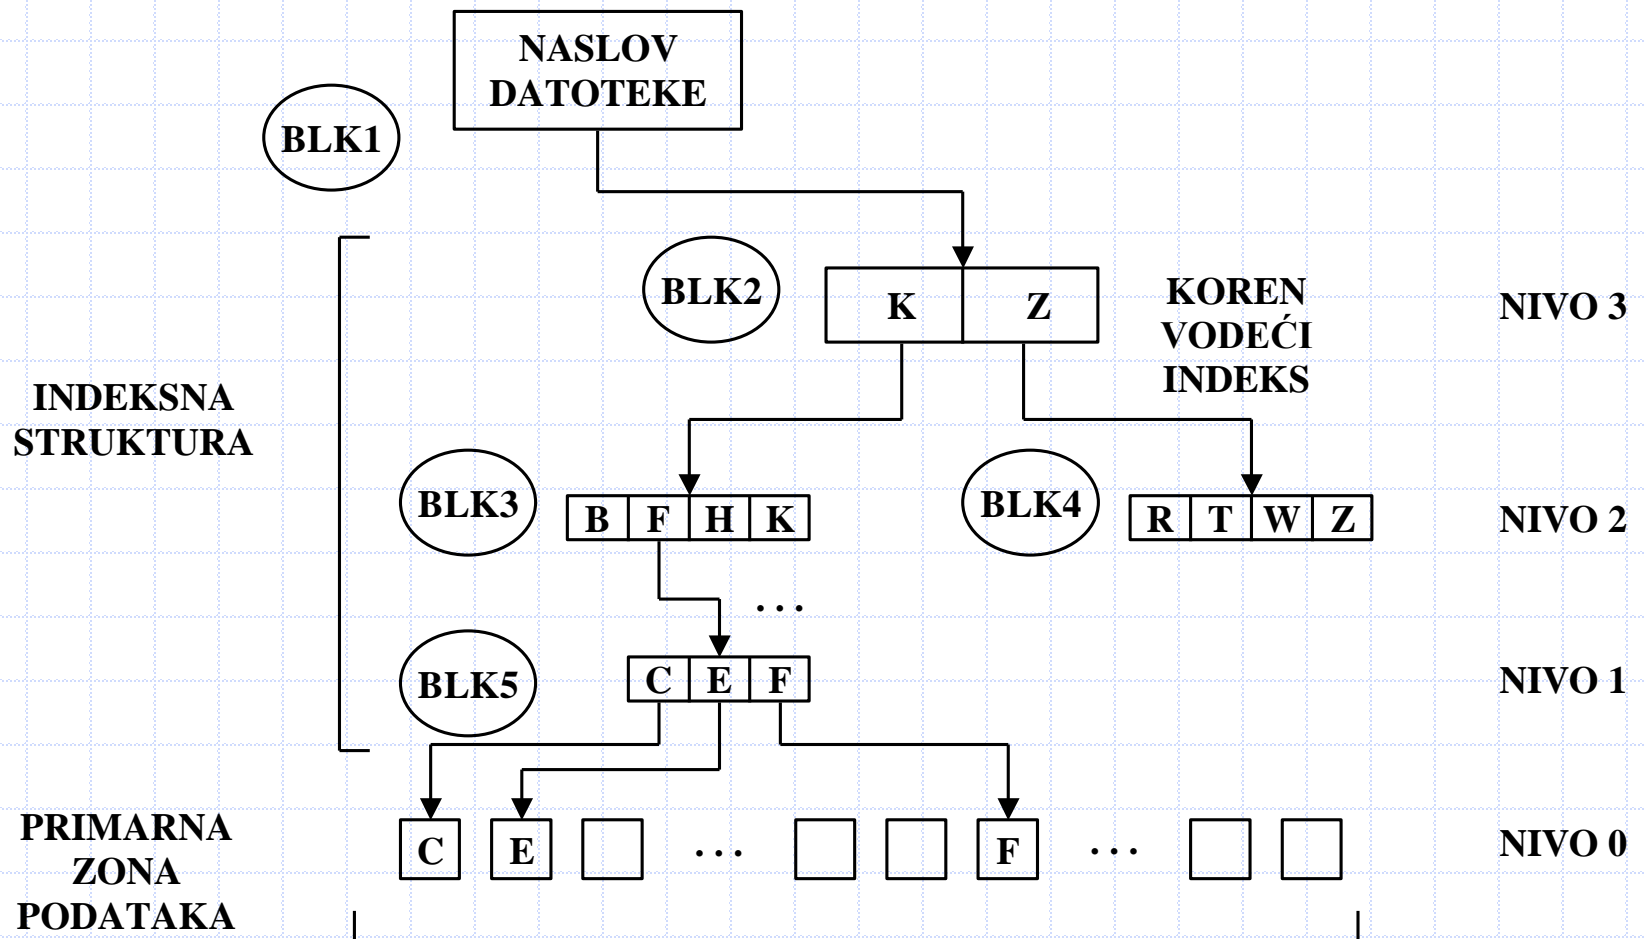 NASLOV
DATOTEKE
BLK1
BLK2
K Z
KOREN
VODEĆI
INDEKS
NIVO 3
INDEKSNA
STRUKTURA
BLK3
B F H K
BLK4
R T W Z
NIVO 2
...
BLK5
C E F
NIVO 1
PRIMARNA
ZONA
PODATAKA
C E ... F ...
NIVO 0